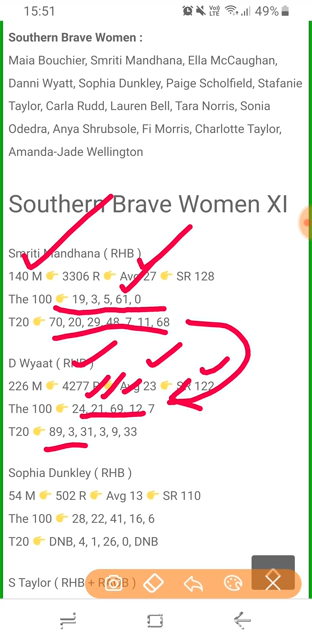 15:51
49%
Southern Brave Women :
Maia Bouchier, Smriti Mandhana, Ella McCaughan,
Danni Wyatt, Sophia Dunkley, Paige Scholfield, Stafanie
Taylor, Carla Rudd, Lauren Bell, Tara Norris, Sonia
Odedra, Anya Shrubsole, Fi Morris, Charlotte Taylor,
Amanda-Jade Wellington
Southern Brave Women XI
Smriti Mandhana ( RHB )
140 M 👉 3306 R 👉 Avg 27 👉 SR 128
The 100 👉 19, 3, 5, 61, 0
T20 👉 70, 20, 29, 48, 7, 11, 68
D Wyaat ( RHB )
226 M 👉 4277 R 👉 Avg 23 👉 SR 122
The 100 👉 24, 21, 69, 12, 7
T20 👉 89, 3, 31, 3, 9, 33
Sophia Dunkley ( RHB )
54 M 👉 502 R 👉 Avg 13 👉 SR 110
The 100 👉 28, 22, 41, 16, 6
T20 👉 DNB, 4, 1, 26, 0, DNB
S Taylor ( RHB +